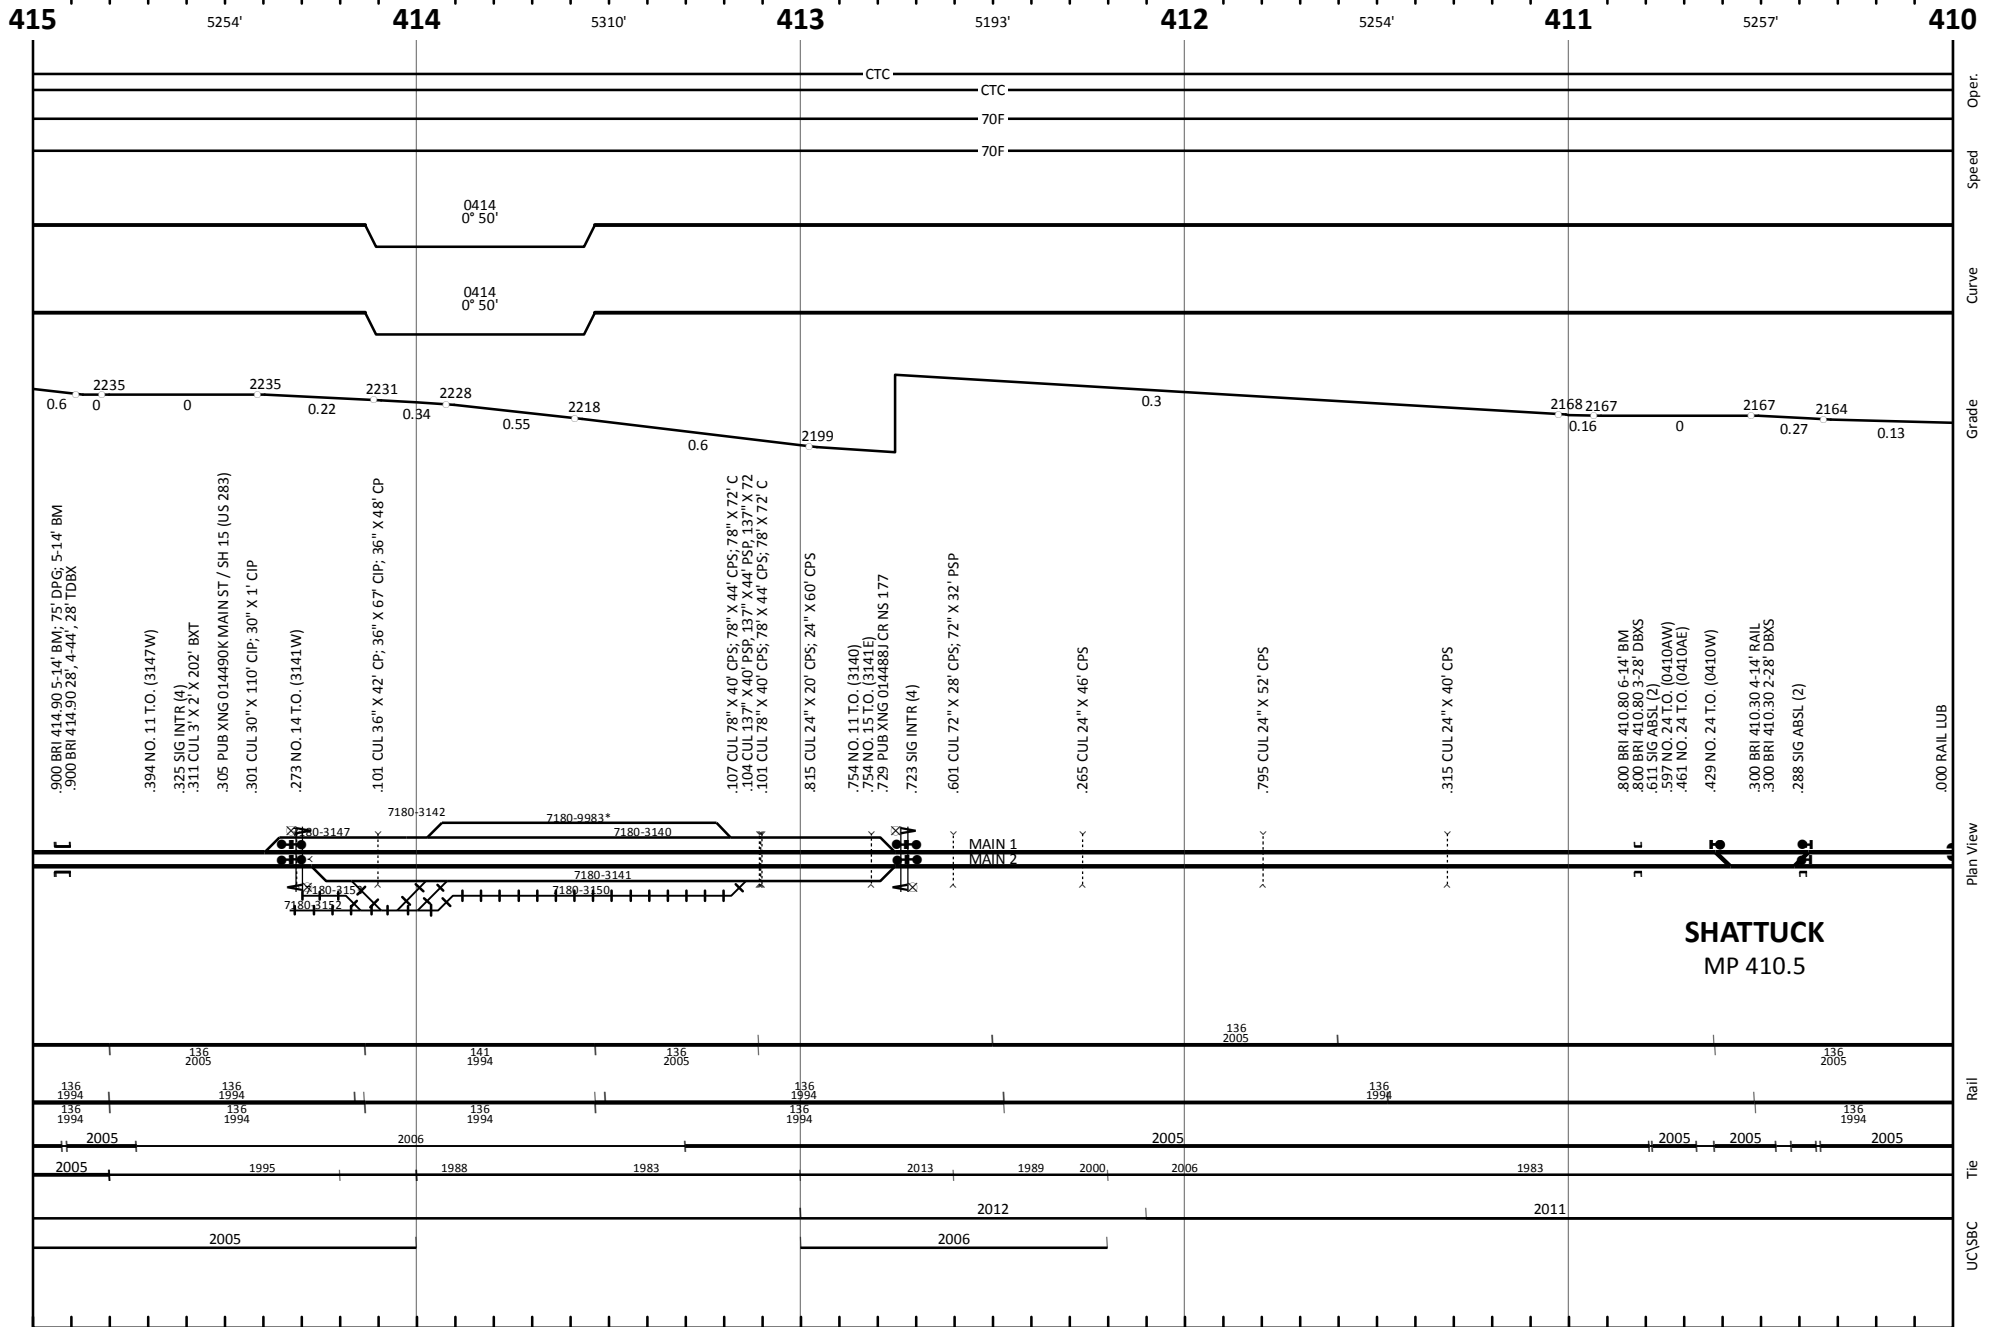 415 5254' 414 5310' 413 5193' 412 5254' 411 5257' 410
CTC
CTC
Oper.
70F
70F
Speed
0414
0° 50'
0414
0° 50'
Curve
2235 2235 2231 2228 2218 2199 2168 2167 2167 2164
0.6 0 0 0.22 0.34 0.55 0.6 0.3 0.16 0 0.27 0.13
Grade
.900 BRI 414.90 5-14' BM; 75' DPG; 5-14' BM
.900 BRI 414.90 28', 4-44', 28' TDBX
.394 NO. 11 T.O. (3147W)
.325 SIG INTR (4)
.311 CUL 3' X 2' X 202' BXT
.305 PUB XNG 014490K MAIN ST / SH 15 (US 283)
.301 CUL 30" X 110' CIP; 30" X 1' CIP
.273 NO. 14 T.O. (3141W)
.101 CUL 36" X 42' CP; 36" X 67' CIP; 36" X 48' CP
.107 CUL 78" X 40' CPS; 78" X 44' CPS; 78" X 72' C
.104 CUL 137" X 40' PSP, 137" X 44' PSP, 137" X 72
.101 CUL 78" X 40' CPS; 78' X 44' CPS; 78' X 72' C
.815 CUL 24" X 20' CPS; 24" X 60' CPS
.754 NO. 11 T.O. (3140)
.754 NO. 15 T.O. (3141E)
.729 PUB XNG 014488J CR NS 177
.723 SIG INTR (4)
.601 CUL 72" X 28' CPS; 72" X 32' PSP
.265 CUL 24" X 46' CPS
.795 CUL 24" X 52' CPS
.315 CUL 24" X 40' CPS
.800 BRI 410.80 6-14' BM
.800 BRI 410.80 3-28' DBXS
.611 SIG ABSL (2)
.597 NO. 24 T.O. (0410AW)
.461 NO. 24 T.O. (0410AE)
.429 NO. 24 T.O. (0410W)
.300 BRI 410.30 4-14' RAIL
.300 BRI 410.30 2-28' DBXS
.288 SIG ABSL (2)
.000 RAIL LUB
7180-3142
7180-9983*
7180-3147
7180-3140
MAIN 1
MAIN 2
7180-3141
7180-3150
7180-3152
Plan View
SHATTUCK
MP 410.5
136
2005
136
2005
141
1994
136
2005
136
2005
136
1994
136
1994
136
1994
136
1994
Rail
136
1994
136
1994
136
1994
136
1994
136
1994
2005 2006 2005 2005 2005 2005
2005 1995 1988 1983 2013 1989 2000 2006 1983
Tie
2012 2011
2005 2006
UC\SBC